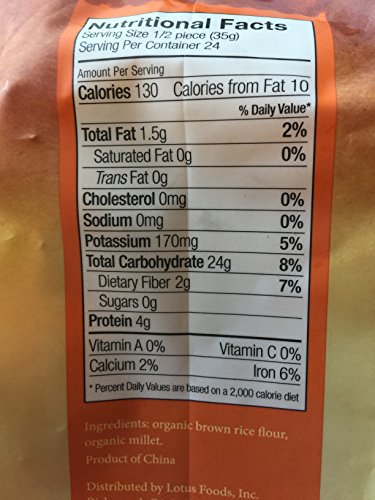 Nutritional Facts
Serving Size 1/2 piece (35g)
Serving Per Container 24
Amount Per Serving
Calories 130 Calories from Fat 10
% Daily Value*
Total Fat 1.5g 2%
Saturated Fat 0g 0%
Trans Fat 0g
Cholesterol 0mg 0%
Sodium 0mg 0%
Potassium 170mg 5%
Total Carbohydrate 24g 8%
Dietary Fiber 2g 7%
Sugars 0g
Protein 4g
Vitamin A 0% Vitamin C 0%
Calcium 2% Iron 6%
* Percent Daily Values are based on a 2,000 calorie diet
Ingredients: organic brown rice flour,
organic millet.
Product of China
Distributed by Lotus Foods, Inc.